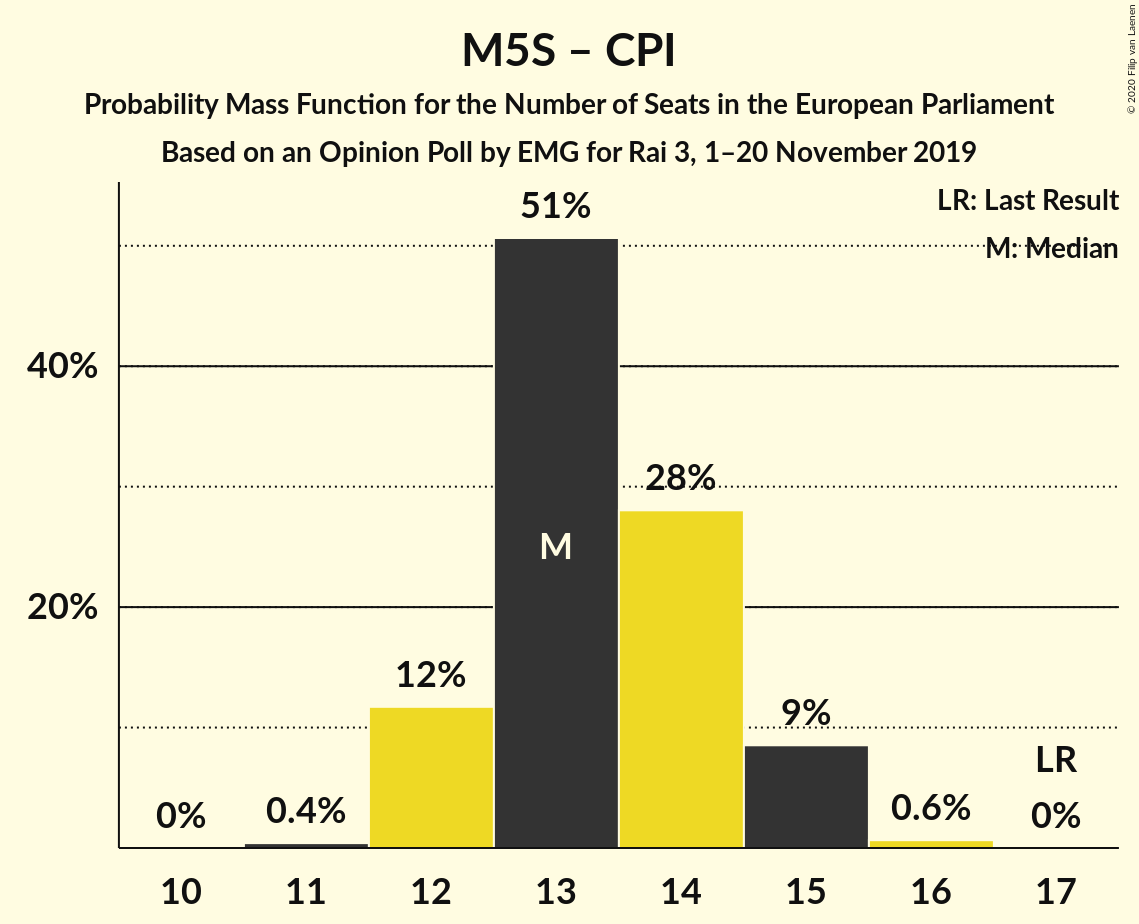 M5S – CPI
Probability Mass Function for the Number of Seats in the European Parliament
Based on an Opinion Poll by EMG for Rai 3, 1–20 November 2019
© 2020 Filip van Laenen
LR: Last Result
M: Median
51%
40%
28%
M
20%
12%
9%
LR
0%
0.4%
0.6%
0%
10 11 12 13 14 15 16 17